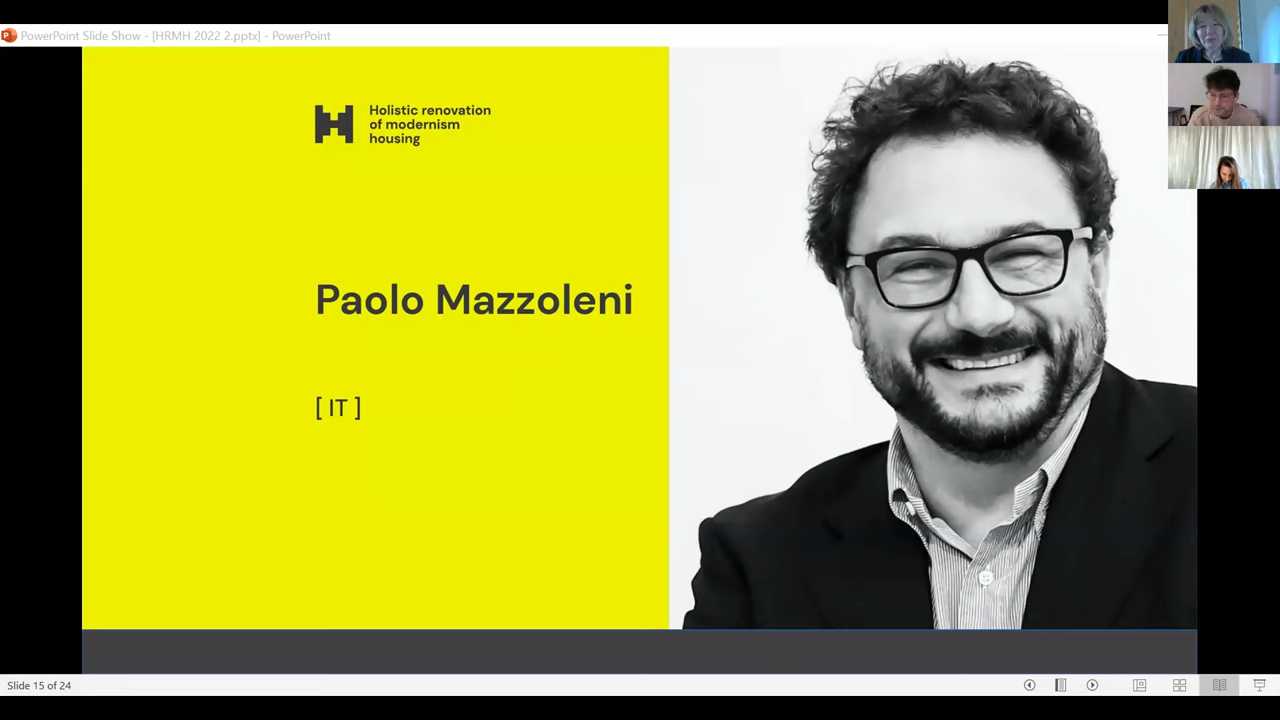 PowerPoint Slide Show - [HRMH 2022 2.pptx] - PowerPoint
Holistic renovation
of modernism
housing
Paolo Mazzoleni
[ IT ]
Slide 15 of 24